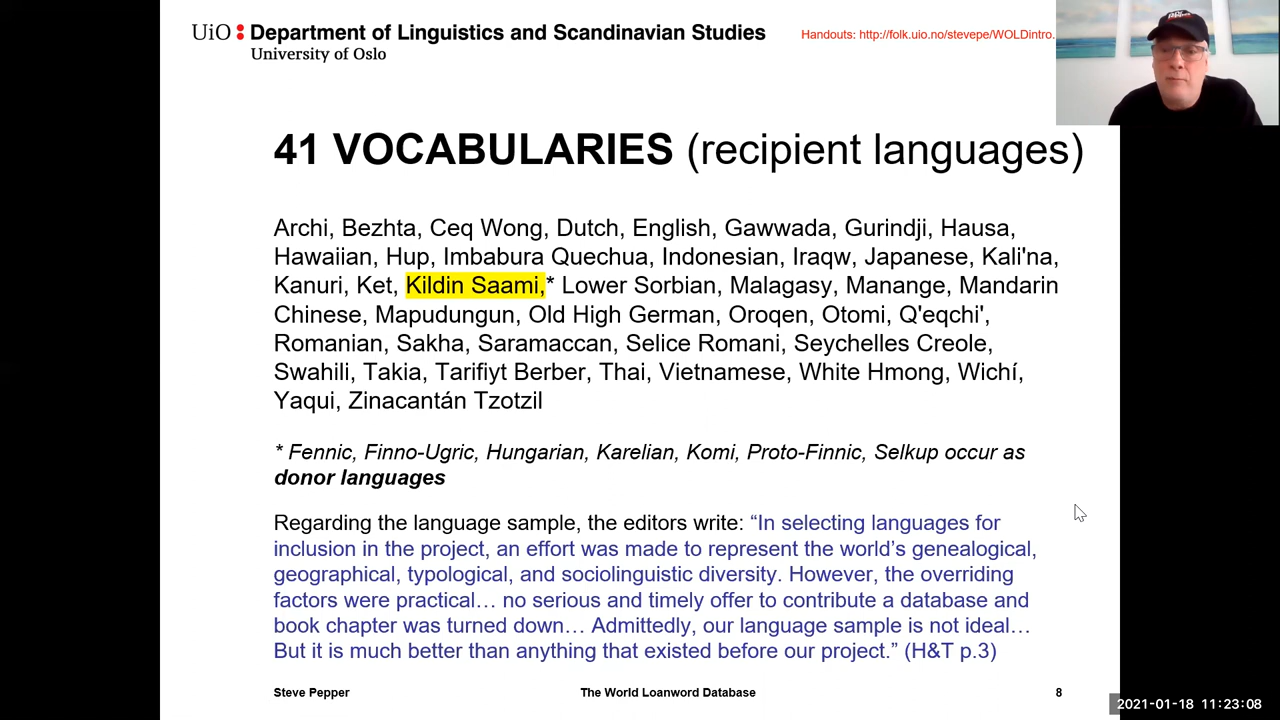 UiO : Department of Linguistics and Scandinavian Studies
University of Oslo
Handouts: http://folk.uio.no/stevepe/WOLDintro.
41 VOCABULARIES (recipient languages)
Archi, Bezhta, Ceq Wong, Dutch, English, Gawwada, Gurindji, Hausa,
Hawaiian, Hup, Imbabura Quechua, Indonesian, Iraqw, Japanese, Kali'na,
Kanuri, Ket, Kildin Saami,* Lower Sorbian, Malagasy, Manange, Mandarin
Chinese, Mapudungun, Old High German, Oroqen, Otomi, Q'eqchi',
Romanian, Sakha, Saramaccan, Selice Romani, Seychelles Creole,
Swahili, Takia, Tarifiyt Berber, Thai, Vietnamese, White Hmong, Wichí,
Yaqui, Zinacantán Tzotzil
* Fennic, Finno-Ugric, Hungarian, Karelian, Komi, Proto-Finnic, Selkup occur as
donor languages
Regarding the language sample, the editors write: “In selecting languages for
inclusion in the project, an effort was made to represent the world’s genealogical,
geographical, typological, and sociolinguistic diversity. However, the overriding
factors were practical… no serious and timely offer to contribute a database and
book chapter was turned down… Admittedly, our language sample is not ideal…
But it is much better than anything that existed before our project.” (H&T p.3)
Steve Pepper The World Loanword Database 8
2021-01-18 11:23:08